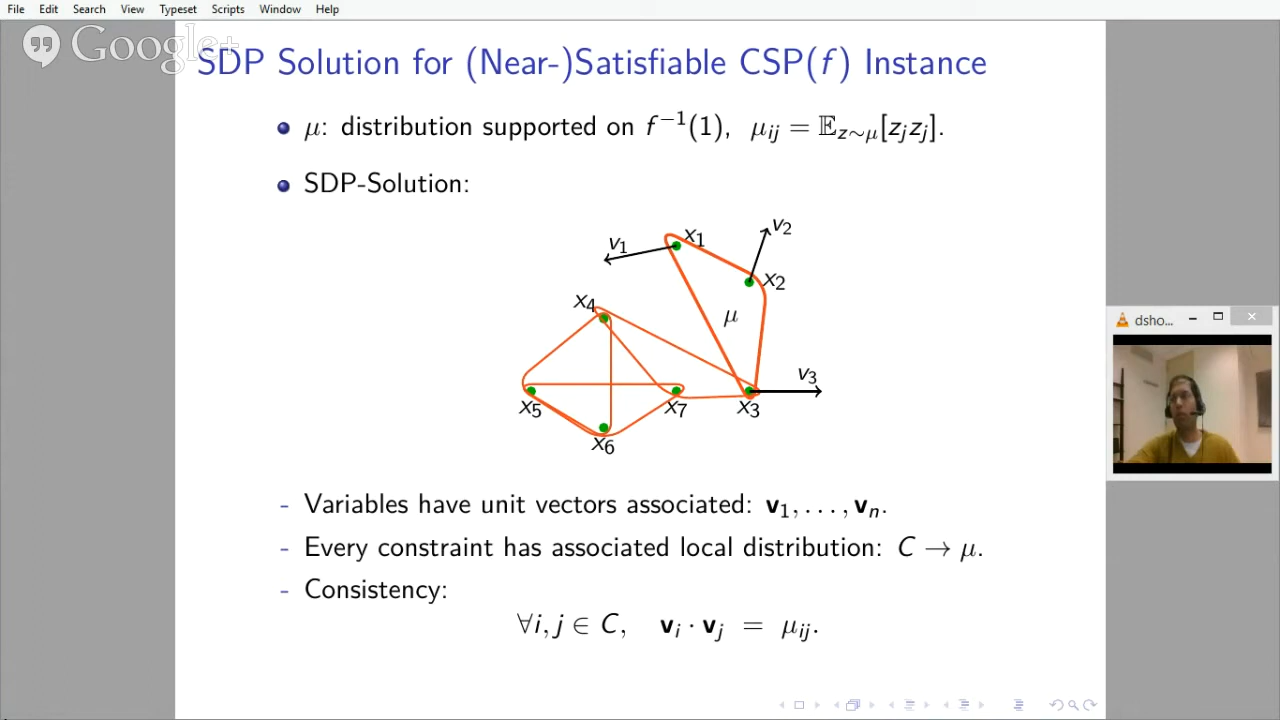 File Edit Search View Typeset Scripts Window Help
Google+
SDP Solution for (Near-)Satisfiable CSP(f) Instance
μ: distribution supported on f⁻¹(1), μᵢⱼ = 𝔼z∼μ[zⱼzⱼ].
SDP-Solution:
v₁ x₁ v₂
x₂
x₄
μ
v₃
x₅ x₇ x₃
x₆
- Variables have unit vectors associated: v₁, . . . , vₙ.
- Every constraint has associated local distribution: C → μ.
- Consistency:
∀i, j ∈ C, vᵢ · vⱼ = μᵢⱼ.
dsho...